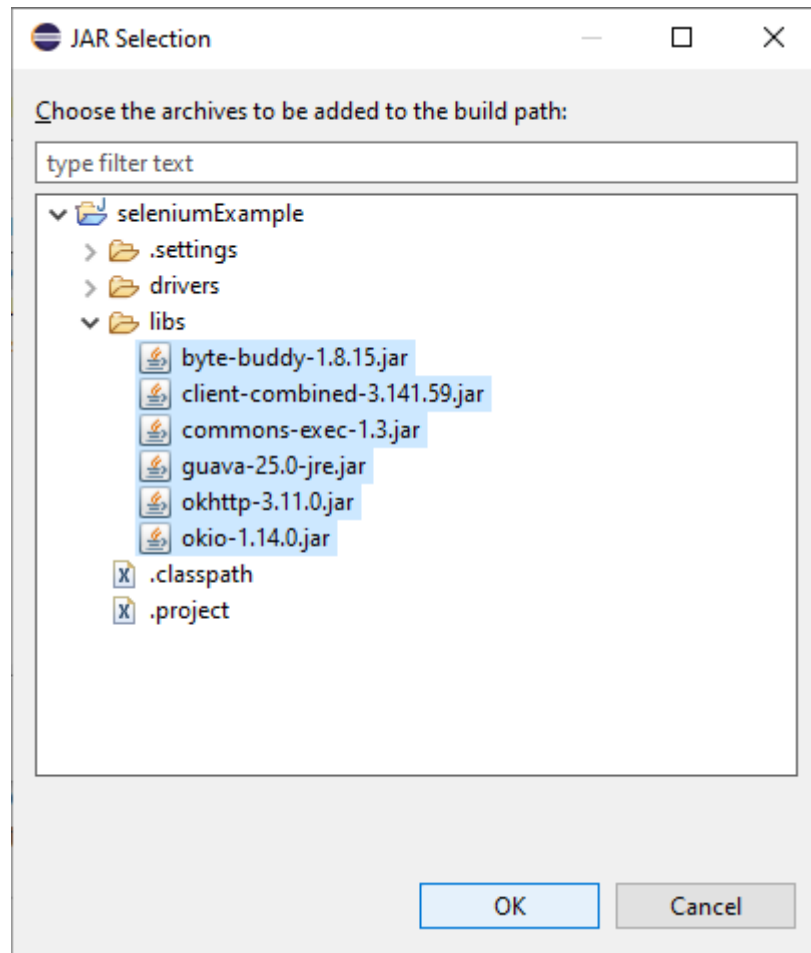 JAR Selection
Choose the archives to be added to the build path:
type filter text
seleniumExample
.settings
drivers
libs
byte-buddy-1.8.15.jar
client-combined-3.141.59.jar
commons-exec-1.3.jar
guava-25.0-jre.jar
okhttp-3.11.0.jar
okio-1.14.0.jar
.classpath
.project
OK Cancel